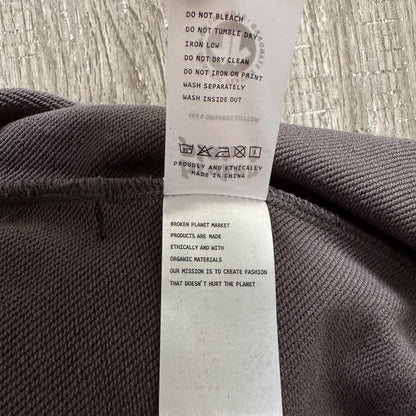 DO NOT BLEACH
DO NOT TUMBLE DRY
IRON LOW
DO NOT DRY CLEAN
DO NOT IRON ON PRINT
WASH SEPARATELY
WASH INSIDE OUT
PROUDLY AND ETHICALLY
MADE IN CHINA
BROKEN PLANET MARKET
PRODUCTS ARE MADE
ETHICALLY AND WITH
ORGANIC MATERIALS
OUR MISSION IS TO CREATE FASHION
THAT DOESN'T HURT THE PLANET